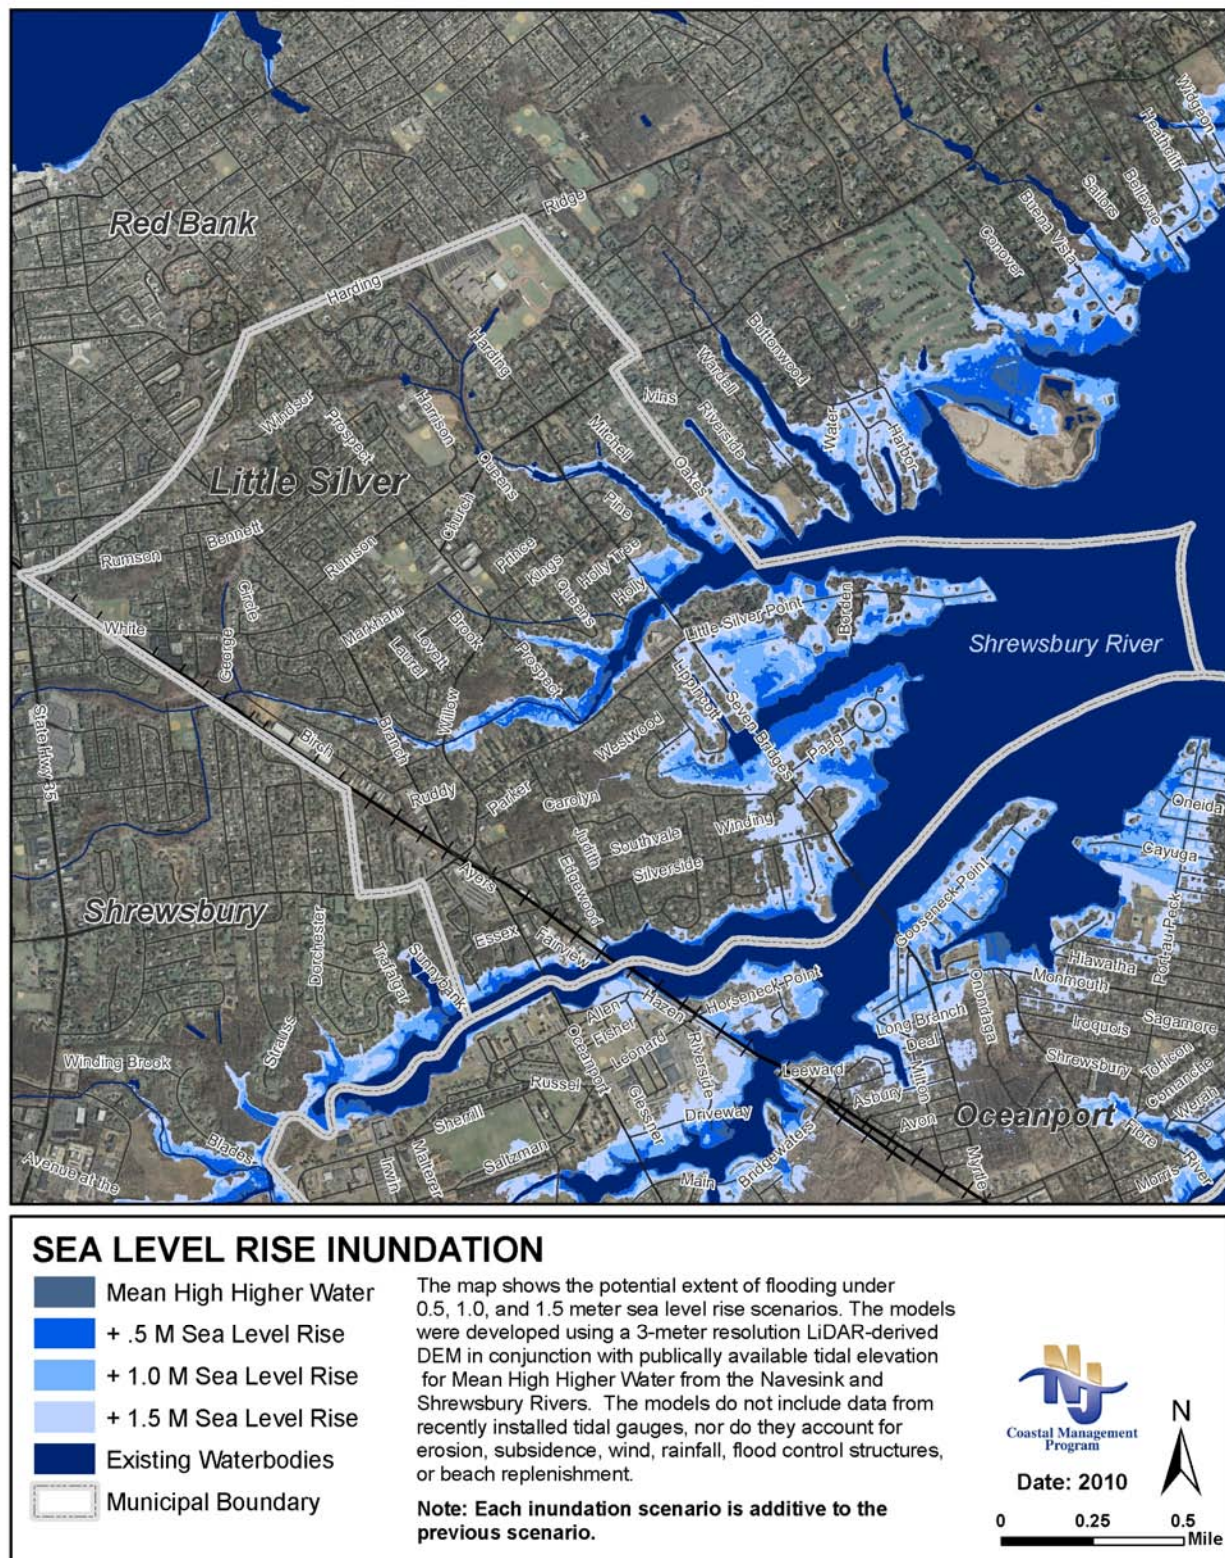 Widgeon
Heathcliff
Bellevue
Sailors
Buena Vista
Conover
Ridge
Red Bank
Harding
Harding
Buttonwood
Wardell
Ivins
Riverside
Water
Harbor
Harrison
Windsor
Prospect
Mitchell
Oakes
Little Silver
Queens
Church
Pine
Bennett
Rumson
Rumson
Prince
Kings
Queens
Holly Tree
Holly
Circle
White
George
Markham
Lovett
Laurel
Brook
Prospect
Little Silver Point
Borden
Shrewsbury River
Lippincott
Seven Bridges
Willow
Branch
State Hwy 35
Birch
Westwood
Page
Ruddy
Parker
Carolyn
Judith
Southvale
Winding
Silverside
Edgewood
Ayers
Oneida
Cayuga
Gooseneck Point
Portau Peck
Shrewsbury
Dorchester
Trafalgar
Sunnybank
Essex
Fairview
Hiawatha
Monmouth
Onondaga
Horseneck Point
Hazen
Allen
Fisher
Leonard
Long Branch
Deal
Iroquois
Sagamore
Strauss
Winding Brook
Oceanport
Riverside
Leeward
Milton
Shrewsbury
Comanche
Werah
Russel
Gessner
Driveway
Asbury
Avon
Oceanport
Fiore
Sherrill
Blades
Saltzman
Irwin
Main
Bridgewaters
Myrtle
Morris
River
Avenue at the
SEA LEVEL RISE INUNDATION
Mean High Higher Water
+ .5 M Sea Level Rise
+ 1.0 M Sea Level Rise
+ 1.5 M Sea Level Rise
Existing Waterbodies
Municipal Boundary
The map shows the potential extent of flooding under
0.5, 1.0, and 1.5 meter sea level rise scenarios. The models
were developed using a 3-meter resolution LiDAR-derived
DEM in conjunction with publically available tidal elevation
for Mean High Higher Water from the Navesink and
Shrewsbury Rivers. The models do not include data from
recently installed tidal gauges, nor do they account for
erosion, subsidence, wind, rainfall, flood control structures,
or beach replenishment.
Note: Each inundation scenario is additive to the
previous scenario.
NJ
Coastal Management
Program
Date: 2010
N
0 0.25 0.5
Mile